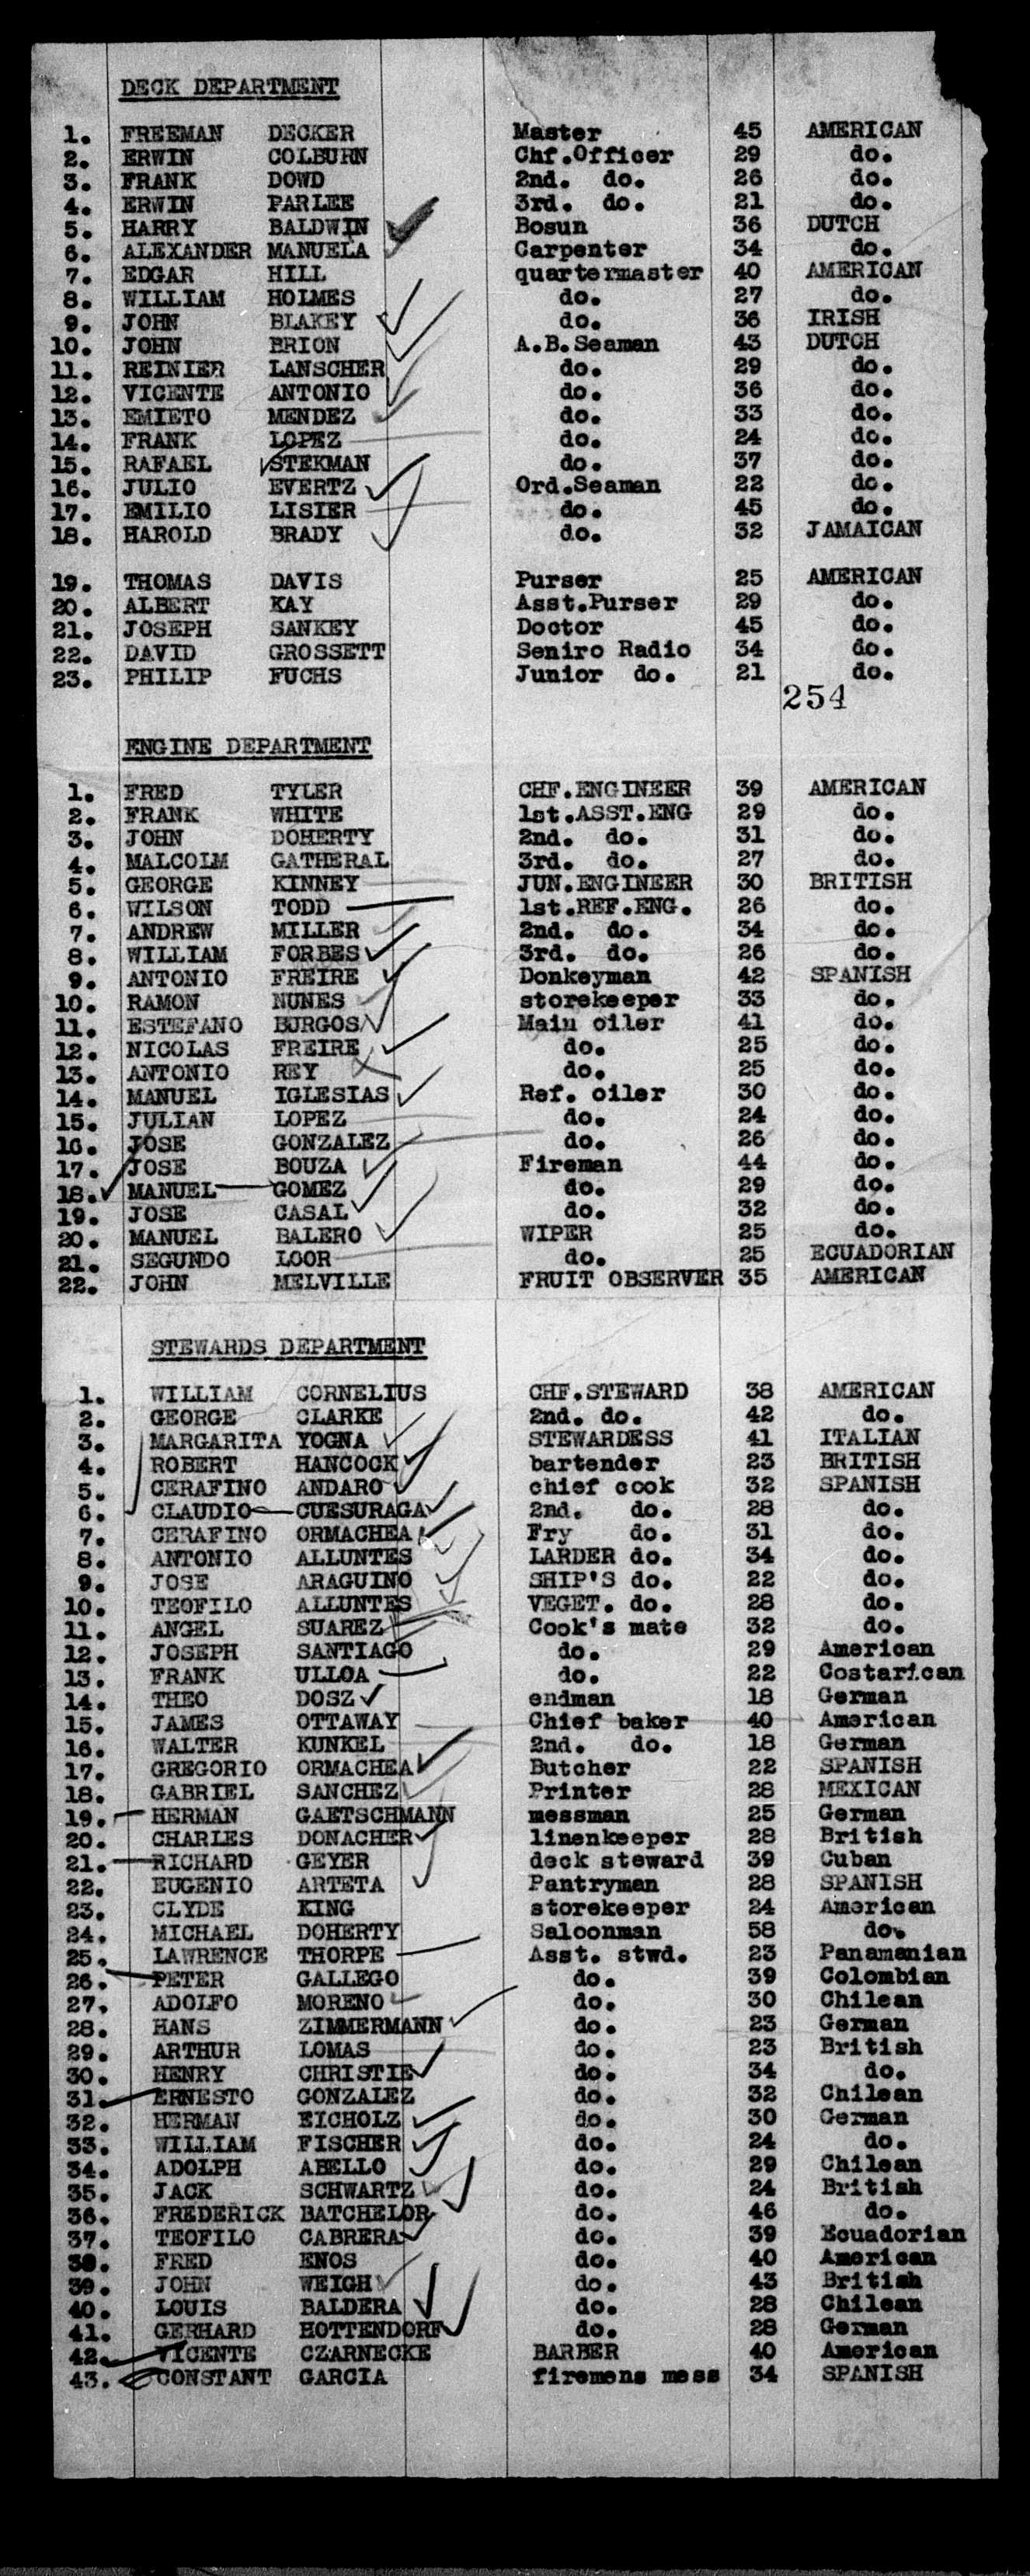 DECK DEPARTMENT
1. FREEMAN DECKER Master 45 AMERICAN
2. ERWIN COLBURN Chf.Officer 29 do.
3. FRANK DOWD 2nd. do. 26 do.
4. ERWIN PARLEE 3rd. do. 21 do.
5. HARRY BALDWIN Bosun 36 DUTCH
6. ALEXANDER MANUELA Carpenter 34 do.
7. EDGAR HILL quartermaster 40 AMERICAN
8. WILLIAM HOLMES do. 27 do.
9. JOHN BLAKEY do. 36 IRISH
10. JOHN BRION A.B.Seaman 43 DUTCH
11. REINIER LANSCHER do. 29 do.
12. VICENTE ANTONIO do. 36 do.
13. EMIETO MENDEZ do. 33 do.
14. FRANK LOPEZ do. 24 do.
15. RAFAEL STEKMAN do. 37 do.
16. JULIO EVERTZ Ord.Seaman 22 do.
17. EMILIO LISIER do. 45 do.
18. HAROLD BRADY do. 32 JAMAICAN
19. THOMAS DAVIS Purser 25 AMERICAN
20. ALBERT KAY Asst.Purser 29 do.
21. JOSEPH SANKEY Doctor 45 do.
22. DAVID GROSSETT Seniro Radio 34 do.
23. PHILIP FUCHS Junior do. 21 do.
254
ENGINE DEPARTMENT
1. FRED TYLER CHF.ENGINEER 39 AMERICAN
2. FRANK WHITE 1st.ASST.ENG 29 do.
3. JOHN DOHERTY 2nd. do. 31 do.
4. MALCOLM GATHERAL 3rd. do. 27 do.
5. GEORGE KINNEY JUN.ENGINEER 30 BRITISH
6. WILSON TODD 1st.REF.ENG. 26 do.
7. ANDREW MILLER 2nd. do. 34 do.
8. WILLIAM FORBES 3rd. do. 26 do.
9. ANTONIO FREIRE Donkeyman 42 SPANISH
10. RAMON NUNES storekeeper 33 do.
11. ESTEFANO BURGOS Main oiler 41 do.
12. NICOLAS FREIRE do. 25 do.
13. ANTONIO REY do. 25 do.
14. MANUEL IGLESIAS Ref. oiler 30 do.
15. JULIAN LOPEZ do. 24 do.
16. JOSE GONZALEZ do. 26 do.
17. JOSE BOUZA Fireman 44 do.
18. MANUEL GOMEZ do. 29 do.
19. JOSE CASAL do. 32 do.
20. MANUEL BALERO WIPER 25 do.
21. SEGUNDO LOOR do. 25 ECUADORIAN
22. JOHN MELVILLE FRUIT OBSERVER 35 AMERICAN
STEWARDS DEPARTMENT
1. WILLIAM CORNELIUS CHF.STEWARD 38 AMERICAN
2. GEORGE CLARKE 2nd. do. 42 do.
3. MARGARITA YOGNA STEWARDESS 41 ITALIAN
4. ROBERT HANCOCK bartender 23 BRITISH
5. CERAFINO ANDARO chief cook 32 SPANISH
6. CLAUDIO CUESURAGA 2nd. do. 28 do.
7. CERAFINO ORMACHEA Fry do. 31 do.
8. ANTONIO ALLUNTES LARDER do. 34 do.
9. JOSE ARAGUINO SHIP'S do. 22 do.
10. TEOFILO ALLUNTES VEGET. do. 28 do.
11. ANGEL SUAREZ Cook's mate 32 do.
12. JOSEPH SANTIAGO do. 29 American
13. FRANK ULLOA do. 22 Costarican
14. THEO DOSZ endman 18 German
15. JAMES OTTAWAY Chief baker 40 American
16. WALTER KUNKEL 2nd. do. 18 German
17. GREGORIO ORMACHEA Butcher 22 SPANISH
18. GABRIEL SANCHEZ Printer 28 MEXICAN
19. HERMAN GAETSCHMANN messman 25 German
20. CHARLES DONACHER linenkeeper 28 British
21. RICHARD GEYER deck steward 39 Cuban
22. EUGENIO ARTETA Pantryman 28 SPANISH
23. CLYDE KING storekeeper 24 American
24. MICHAEL DOHERTY Saloonman 58 do.
25. LAWRENCE THORPE Asst. stwd. 23 Panamanian
26. PETER GALLEGO do. 39 Colombian
27. ADOLFO MORENO do. 30 Chilean
28. HANS ZIMMERMANN do. 23 German
29. ARTHUR LOMAS do. 23 British
30. HENRY CHRISTIE do. 34 do.
31. ERNESTO GONZALEZ do. 32 Chilean
32. HERMAN EICHOLZ do. 30 German
33. WILLIAM FISCHER do. 24 do.
34. ADOLPH ABELLO do. 29 Chilean
35. JACK SCHWARTZ do. 24 British
36. FREDERICK BATCHELOR do. 46 do.
37. TEOFILO CABRERA do. 39 Ecuadorian
38. FRED ENOS do. 40 American
39. JOHN WEIGH do. 43 British
40. LOUIS BALDERA do. 28 Chilean
41. GERHARD HOTTENDORF do. 28 German
42. VICENTE CZARNECKE BARBER 40 American
43. CONSTANT GARCIA firemens mess 34 SPANISH